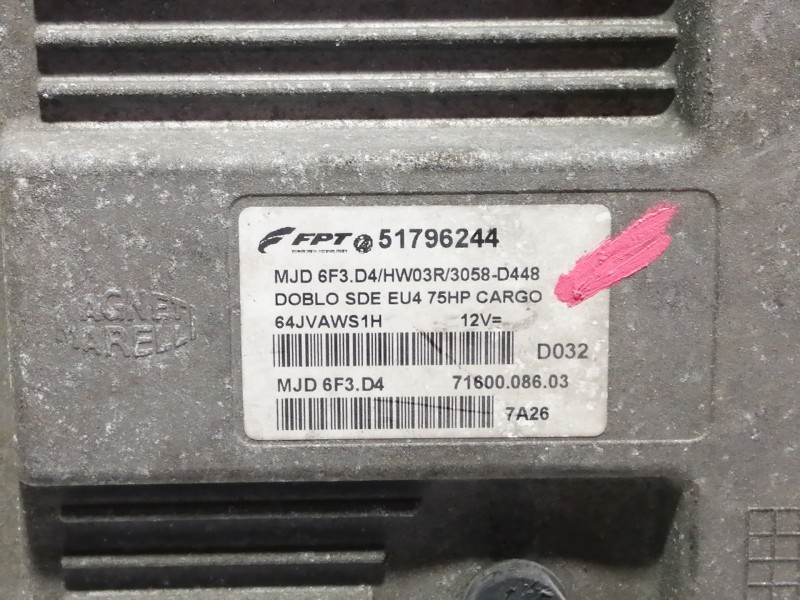 FPT 51796244
MJD 6F3.D4/HW03R/3058-D448
DOBLO SDE EU4 75HP CARGO
64JVAWS1H 12V=
D032
MJD 6F3.D4 71600.086.03
7A26
MAGNETI
MARELLI